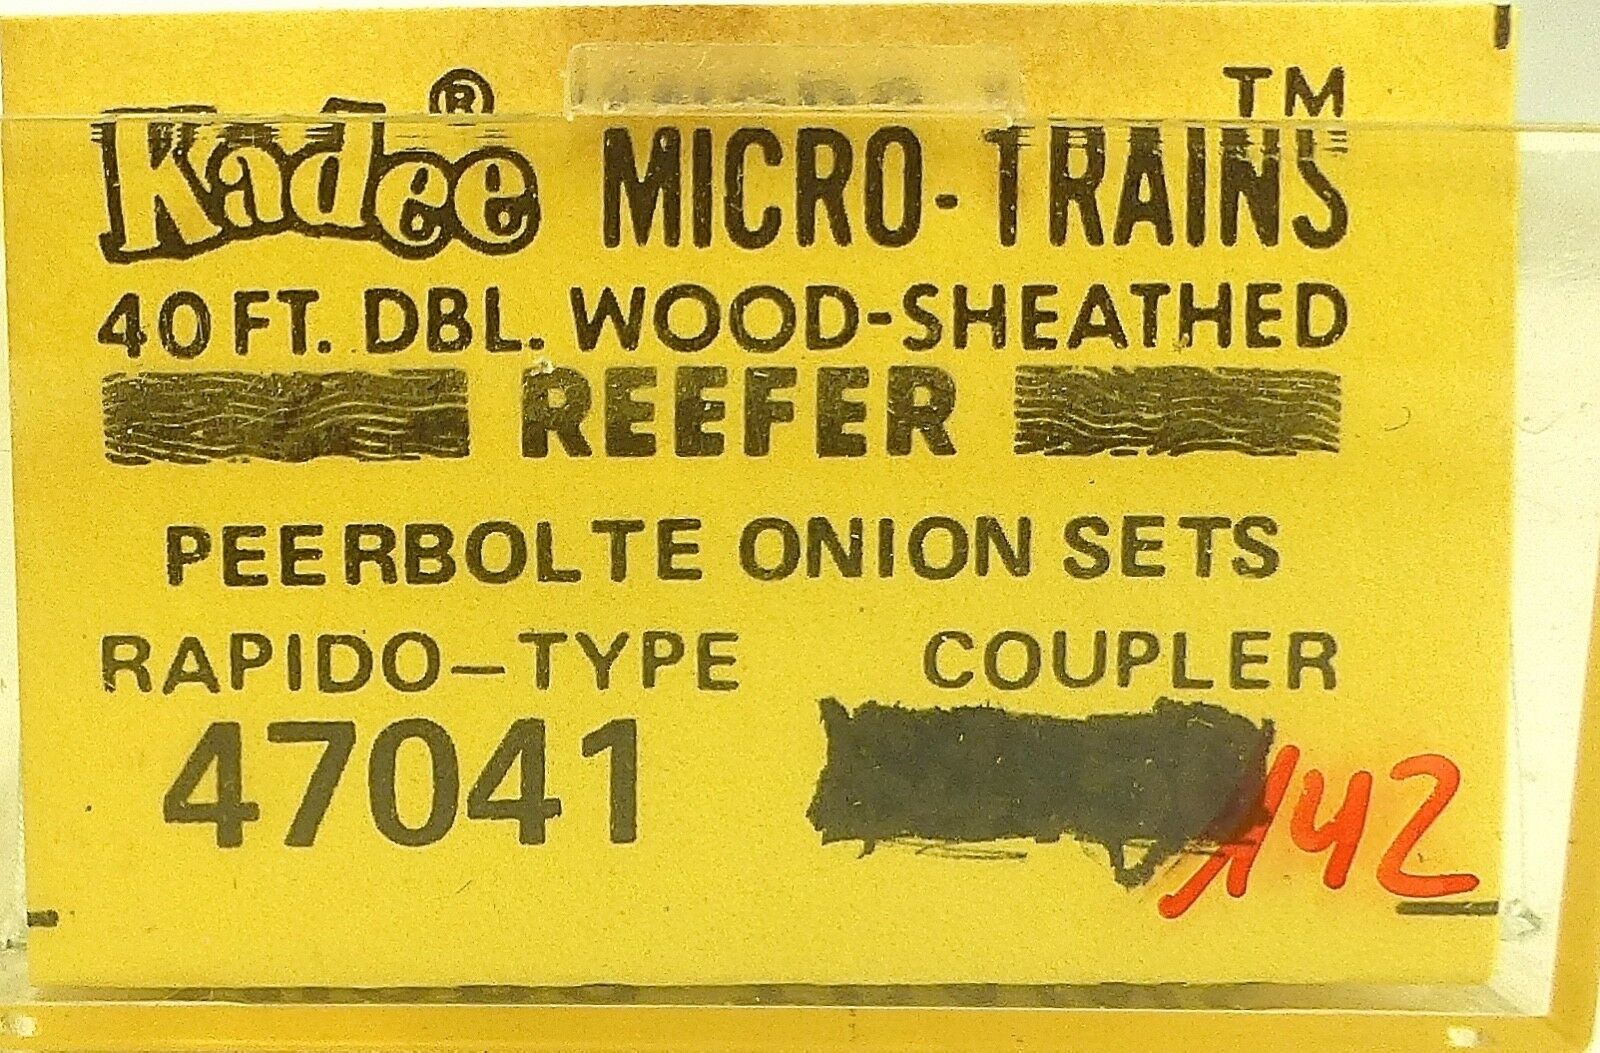 Kadee® MICRO-TRAINS™
40 FT. DBL. WOOD-SHEATHED
REEFER
PEERBOLTE ONION SETS
RAPIDO-TYPE COUPLER
47041
142